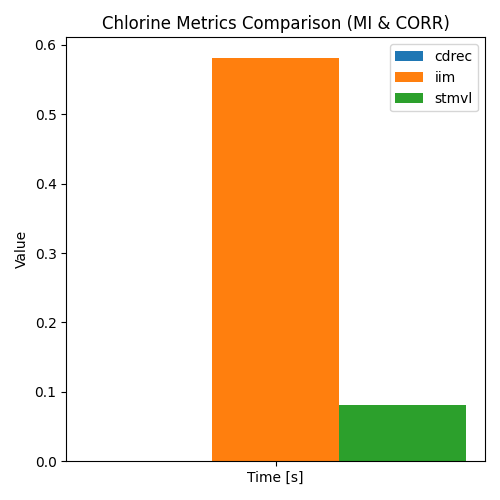 Chlorine Metrics Comparison (MI & CORR)
cdrec
iim
stmvl
Value
0.6
0.5
0.4
0.3
0.2
0.1
0.0
Time [s]